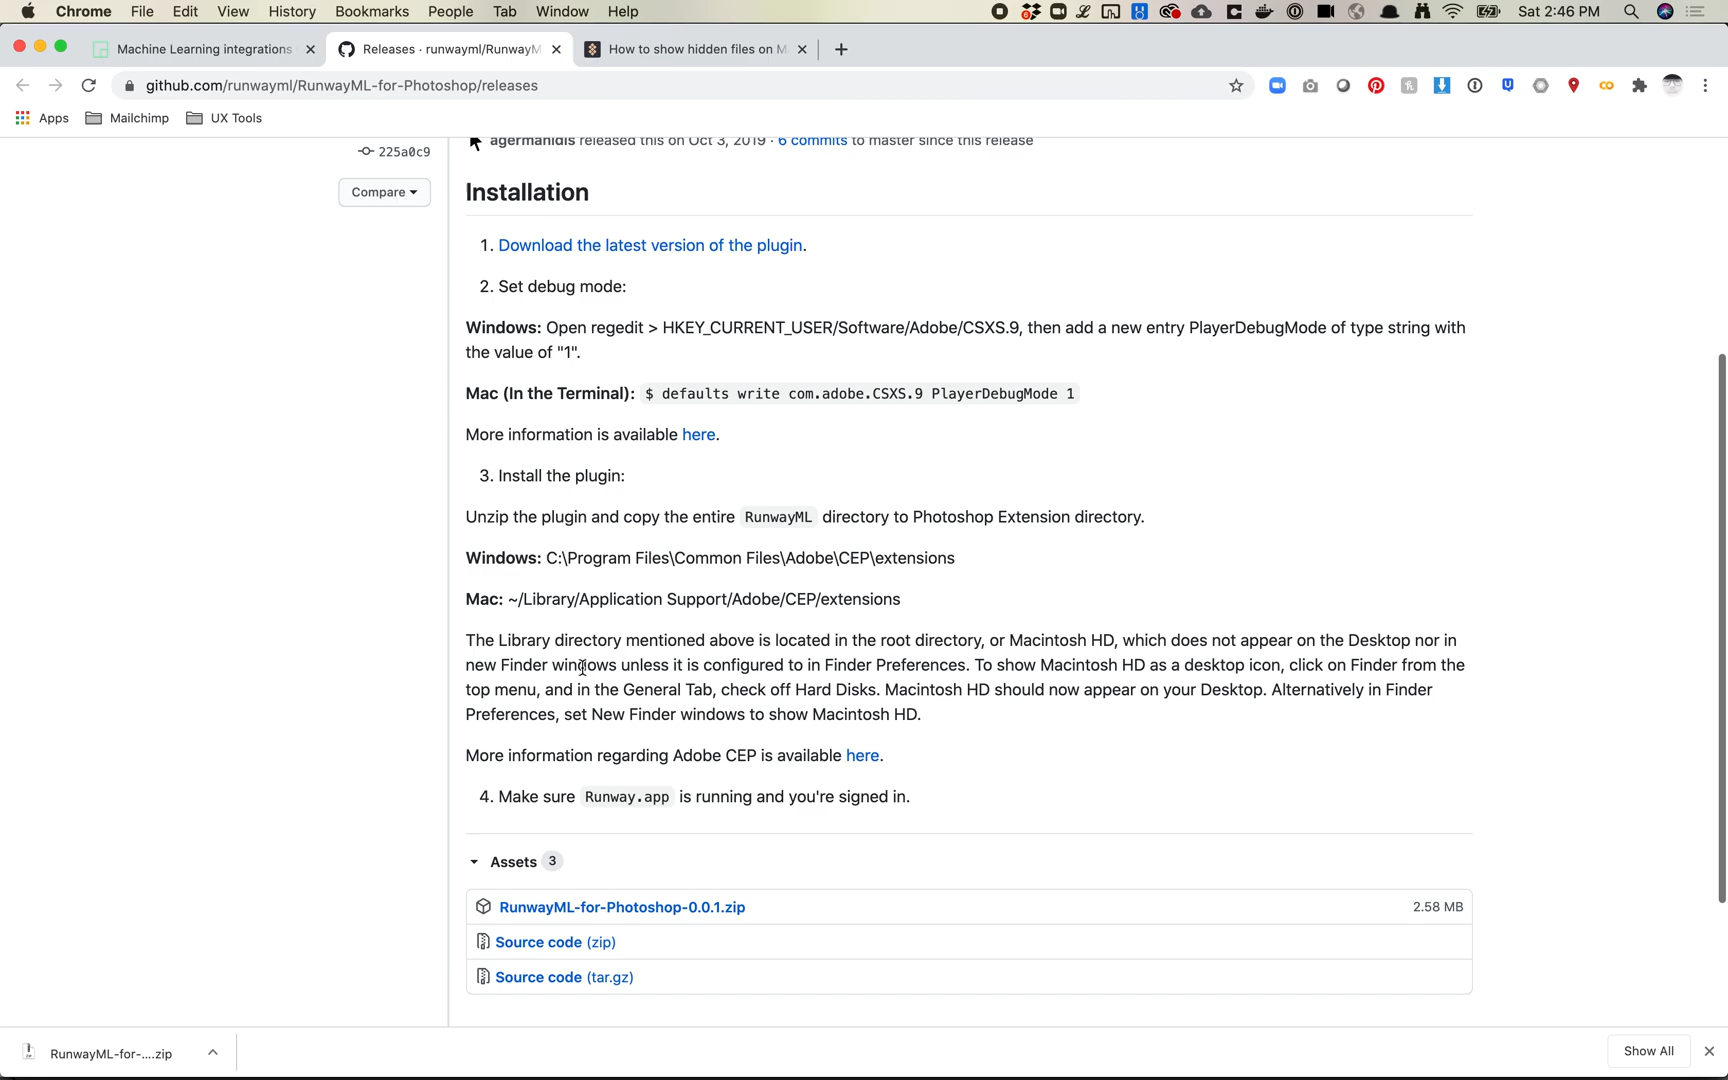 Chrome File Edit View History Bookmarks People Tab Window Help Sat 2:46 PM
Machine Learning integrations Releases · runwayml/RunwayM How to show hidden files on M
github.com/runwayml/RunwayML-for-Photoshop/releases
Apps Mailchimp UX Tools
225a0c9
agermanidis released this on Oct 3, 2019 · 6 commits to master since this release
Compare
Installation
1. Download the latest version of the plugin.
2. Set debug mode:
Windows: Open regedit > HKEY_CURRENT_USER/Software/Adobe/CSXS.9, then add a new entry PlayerDebugMode of type string with
the value of "1".
Mac (In the Terminal): $ defaults write com.adobe.CSXS.9 PlayerDebugMode 1
More information is available here.
3. Install the plugin:
Unzip the plugin and copy the entire RunwayML directory to Photoshop Extension directory.
Windows: C:\Program Files\Common Files\Adobe\CEP\extensions
Mac: ~/Library/Application Support/Adobe/CEP/extensions
The Library directory mentioned above is located in the root directory, or Macintosh HD, which does not appear on the Desktop nor in
new Finder windows unless it is configured to in Finder Preferences. To show Macintosh HD as a desktop icon, click on Finder from the
top menu, and in the General Tab, check off Hard Disks. Macintosh HD should now appear on your Desktop. Alternatively in Finder
Preferences, set New Finder windows to show Macintosh HD.
More information regarding Adobe CEP is available here.
4. Make sure Runway.app is running and you're signed in.
Assets 3
RunwayML-for-Photoshop-0.0.1.zip 2.58 MB
Source code (zip)
Source code (tar.gz)
RunwayML-for-....zip Show All